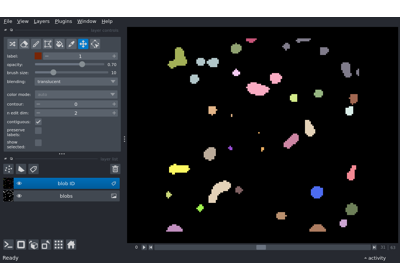 File View Layers Plugins Window Help
label: 1
opacity: 0.70
brush size: 10
blending: translucent
color mode:
contour: 0
n edit dim: 2
contiguous:
preserve labels:
show selected:
blob ID
blobs
Ready
activity